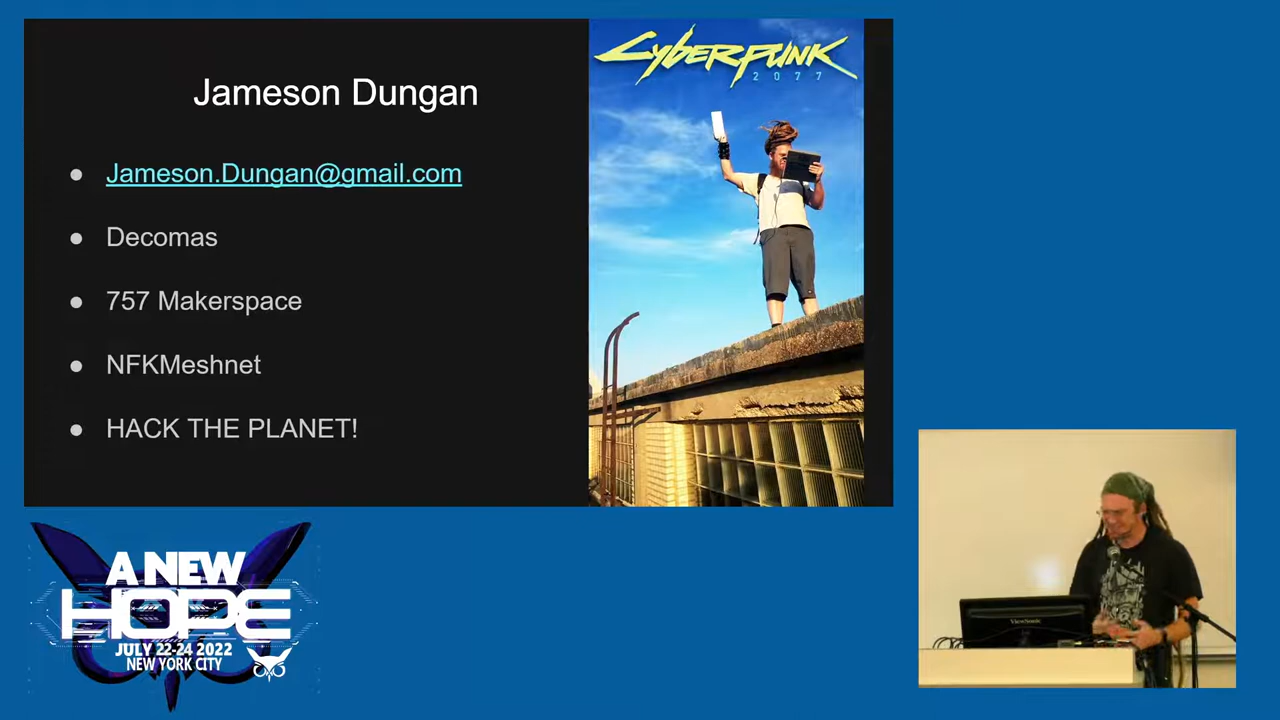 Jameson Dungan
Jameson.Dungan@gmail.com
Decomas
757 Makerspace
NFKMeshnet
HACK THE PLANET!
CYBERPUNK
2077
A NEW
HOPE
JULY 22-24 2022
NEW YORK CITY
ViewSonic